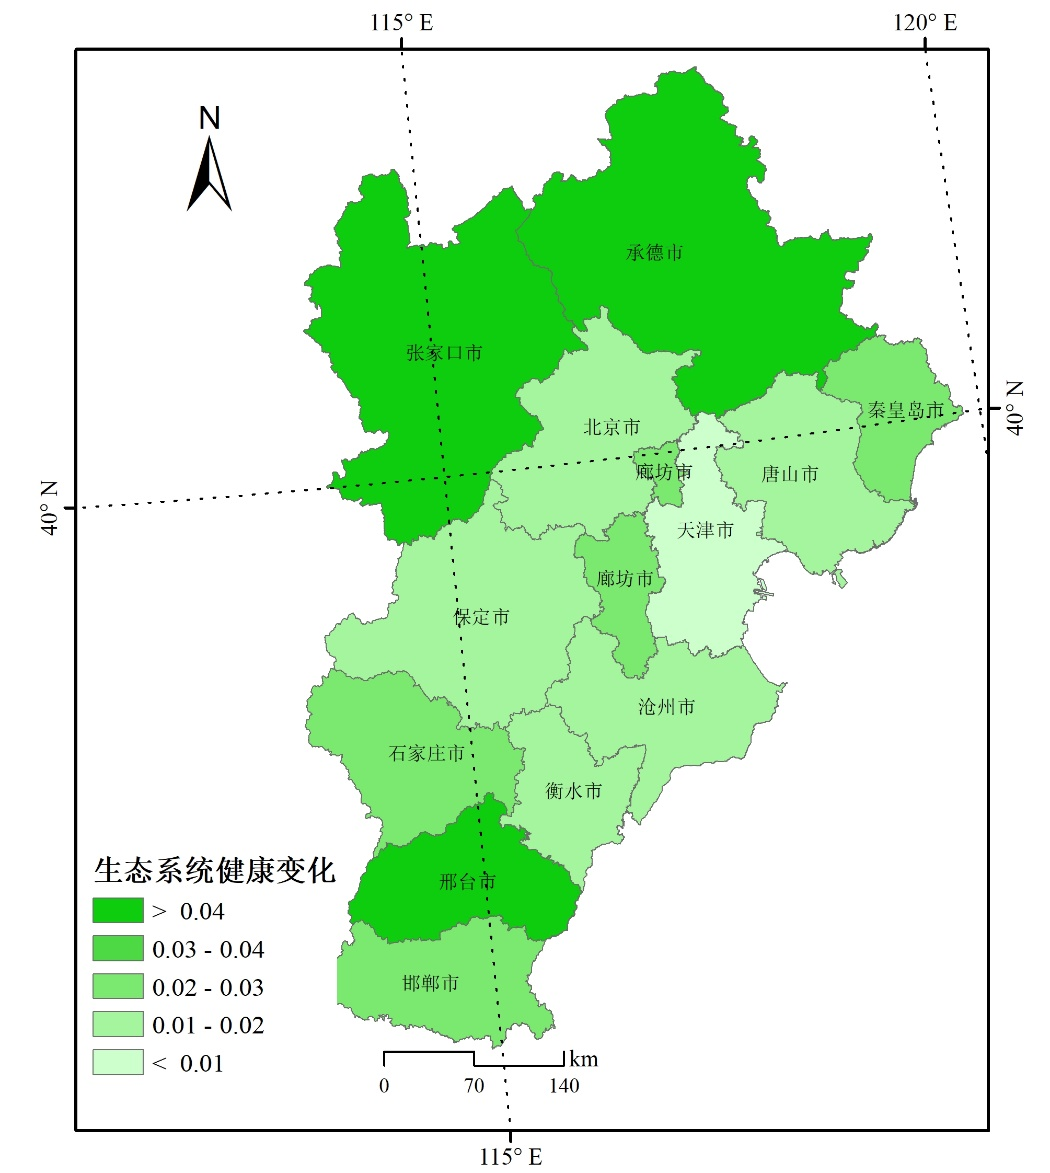 115° E
120° E
N
承德市
张家口市
40° N
秦皇岛市
北京市
廊坊市
唐山市
40° N
天津市
廊坊市
保定市
沧州市
石家庄市
衡水市
生态系统健康变化
邢台市
> 0.04
0.03 - 0.04
0.02 - 0.03
邯郸市
0.01 - 0.02
< 0.01
km
0 70 140
115° E